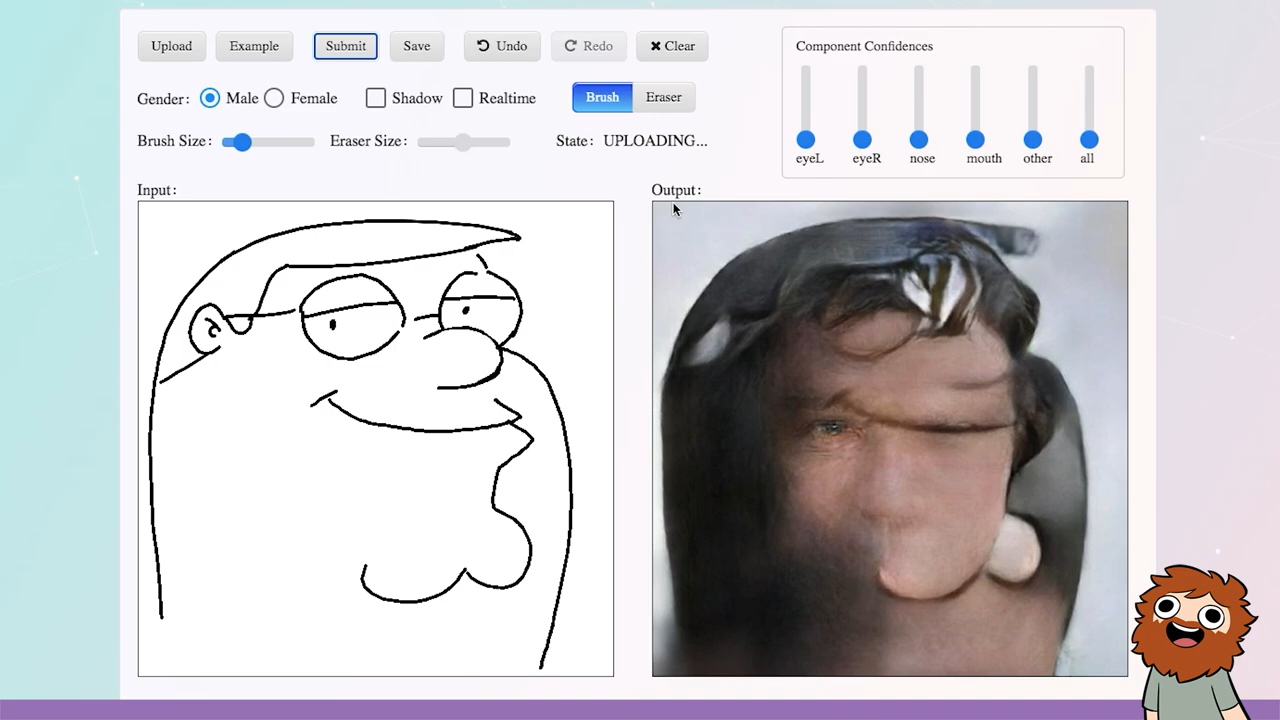 Upload Example Submit Save Undo Redo Clear
Component Confidences
Gender: Male Female Shadow Realtime Brush Eraser
Brush Size: Eraser Size: State: UPLOADING...
eyeL eyeR nose mouth other all
Input: Output: